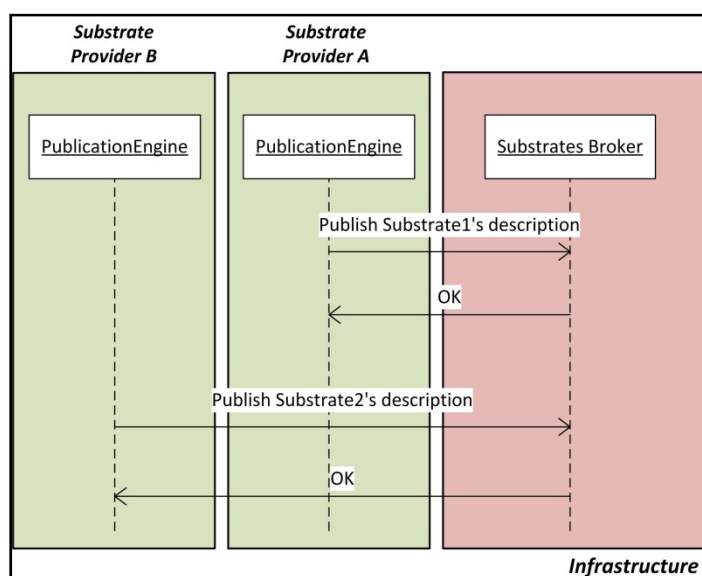 Substrate
Provider B
Substrate
Provider A
PublicationEngine
PublicationEngine
Substrates Broker
Publish Substrate1's description
OK
Publish Substrate2's description
OK
Infrastructure